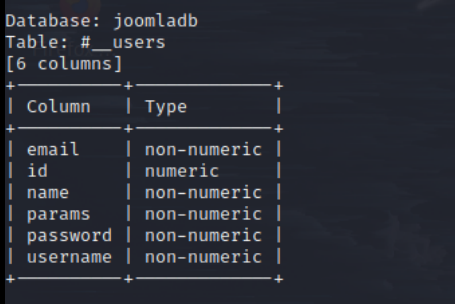 Database: joomladb
Table: #__users
[6 columns]
+----------+-------------+
| Column | Type |
+----------+-------------+
| email | non-numeric |
| id | numeric |
| name | non-numeric |
| params | non-numeric |
| password | non-numeric |
| username | non-numeric |
+----------+-------------+